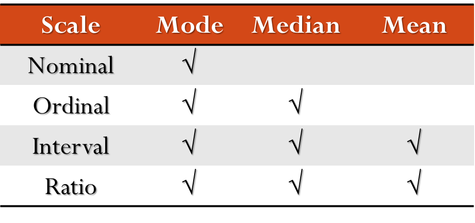 Scale Mode Median Mean
Nominal √
Ordinal √ √
Interval √ √ √
Ratio √ √ √